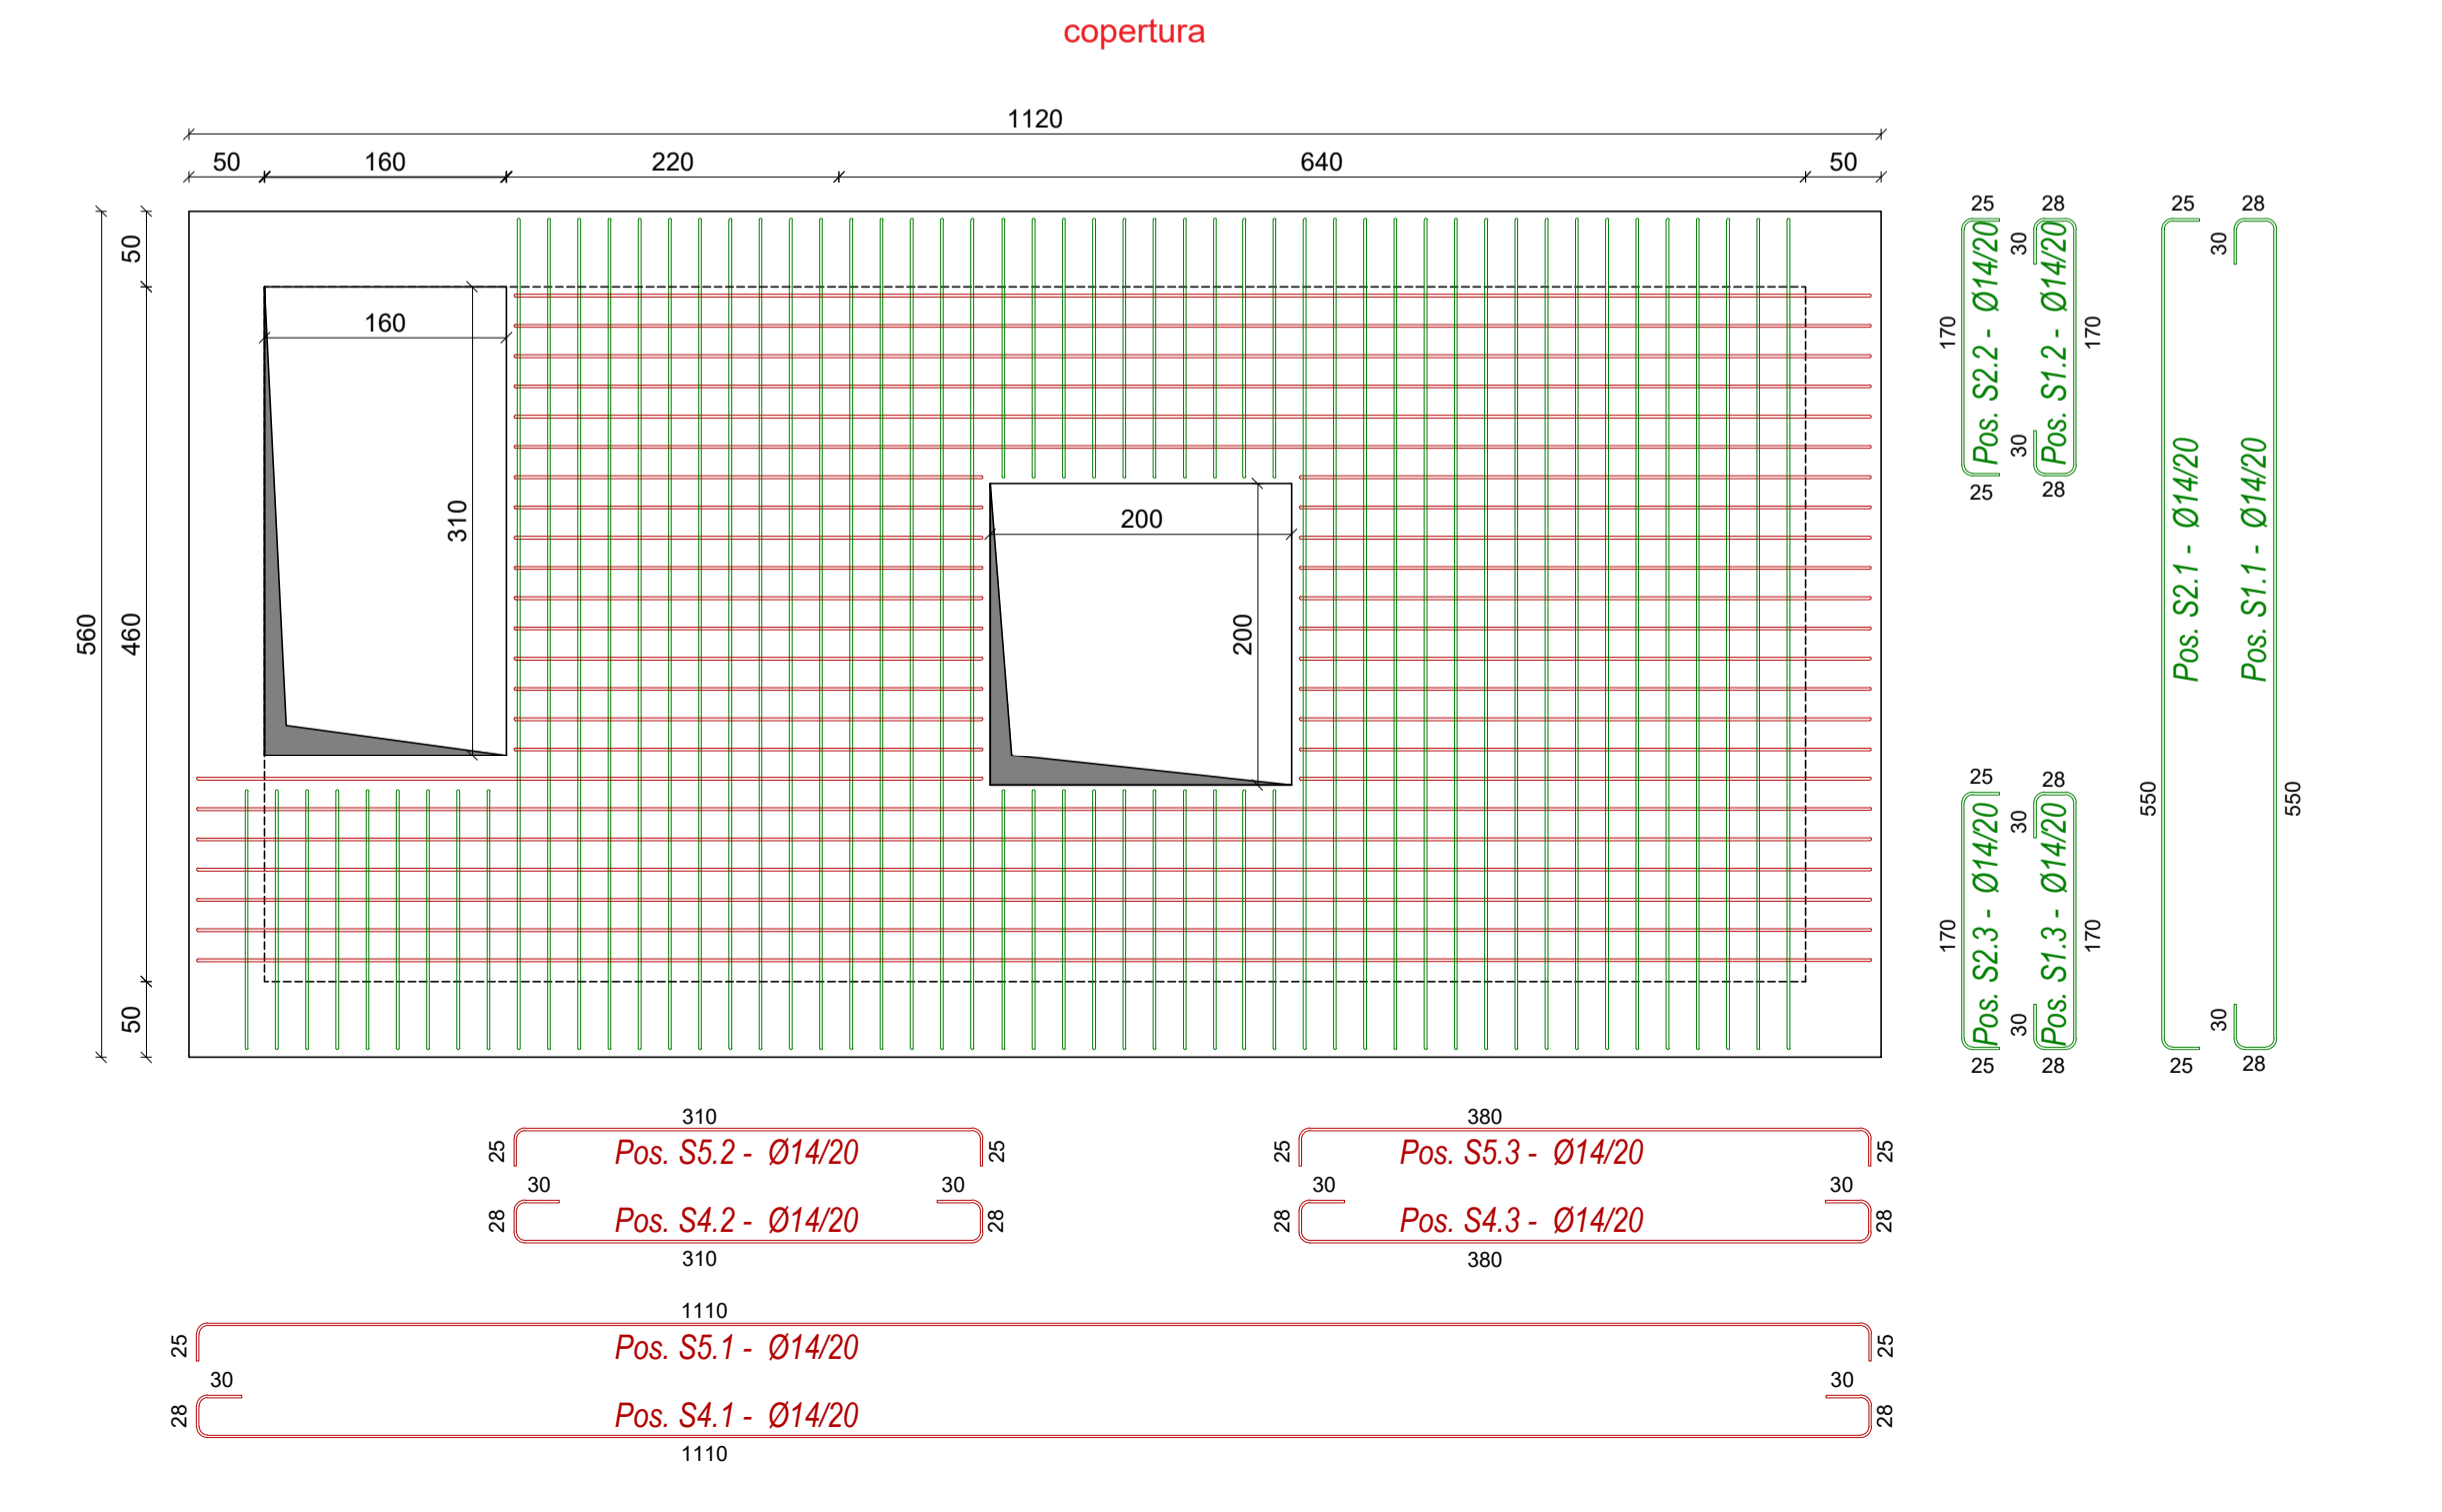 copertura
1120
50 160 220 640 50
560
50
460
50
160
310
200
200
25 28
30
170 Pos. S2.2 - Ø14/20 Pos. S1.2 - Ø14/20 170
30
25 28
25 28
30
170 Pos. S2.3 - Ø14/20 Pos. S1.3 - Ø14/20 170
30
25 28
25 28
30
Pos. S2.1 - Ø14/20 Pos. S1.1 - Ø14/20
550 550
30
25 28
310
25 Pos. S5.2 - Ø14/20 25
30 30
28 Pos. S4.2 - Ø14/20 28
310
380
25 Pos. S5.3 - Ø14/20 25
30 30
28 Pos. S4.3 - Ø14/20 28
380
1110
25 Pos. S5.1 - Ø14/20 25
30 30
28 Pos. S4.1 - Ø14/20 28
1110